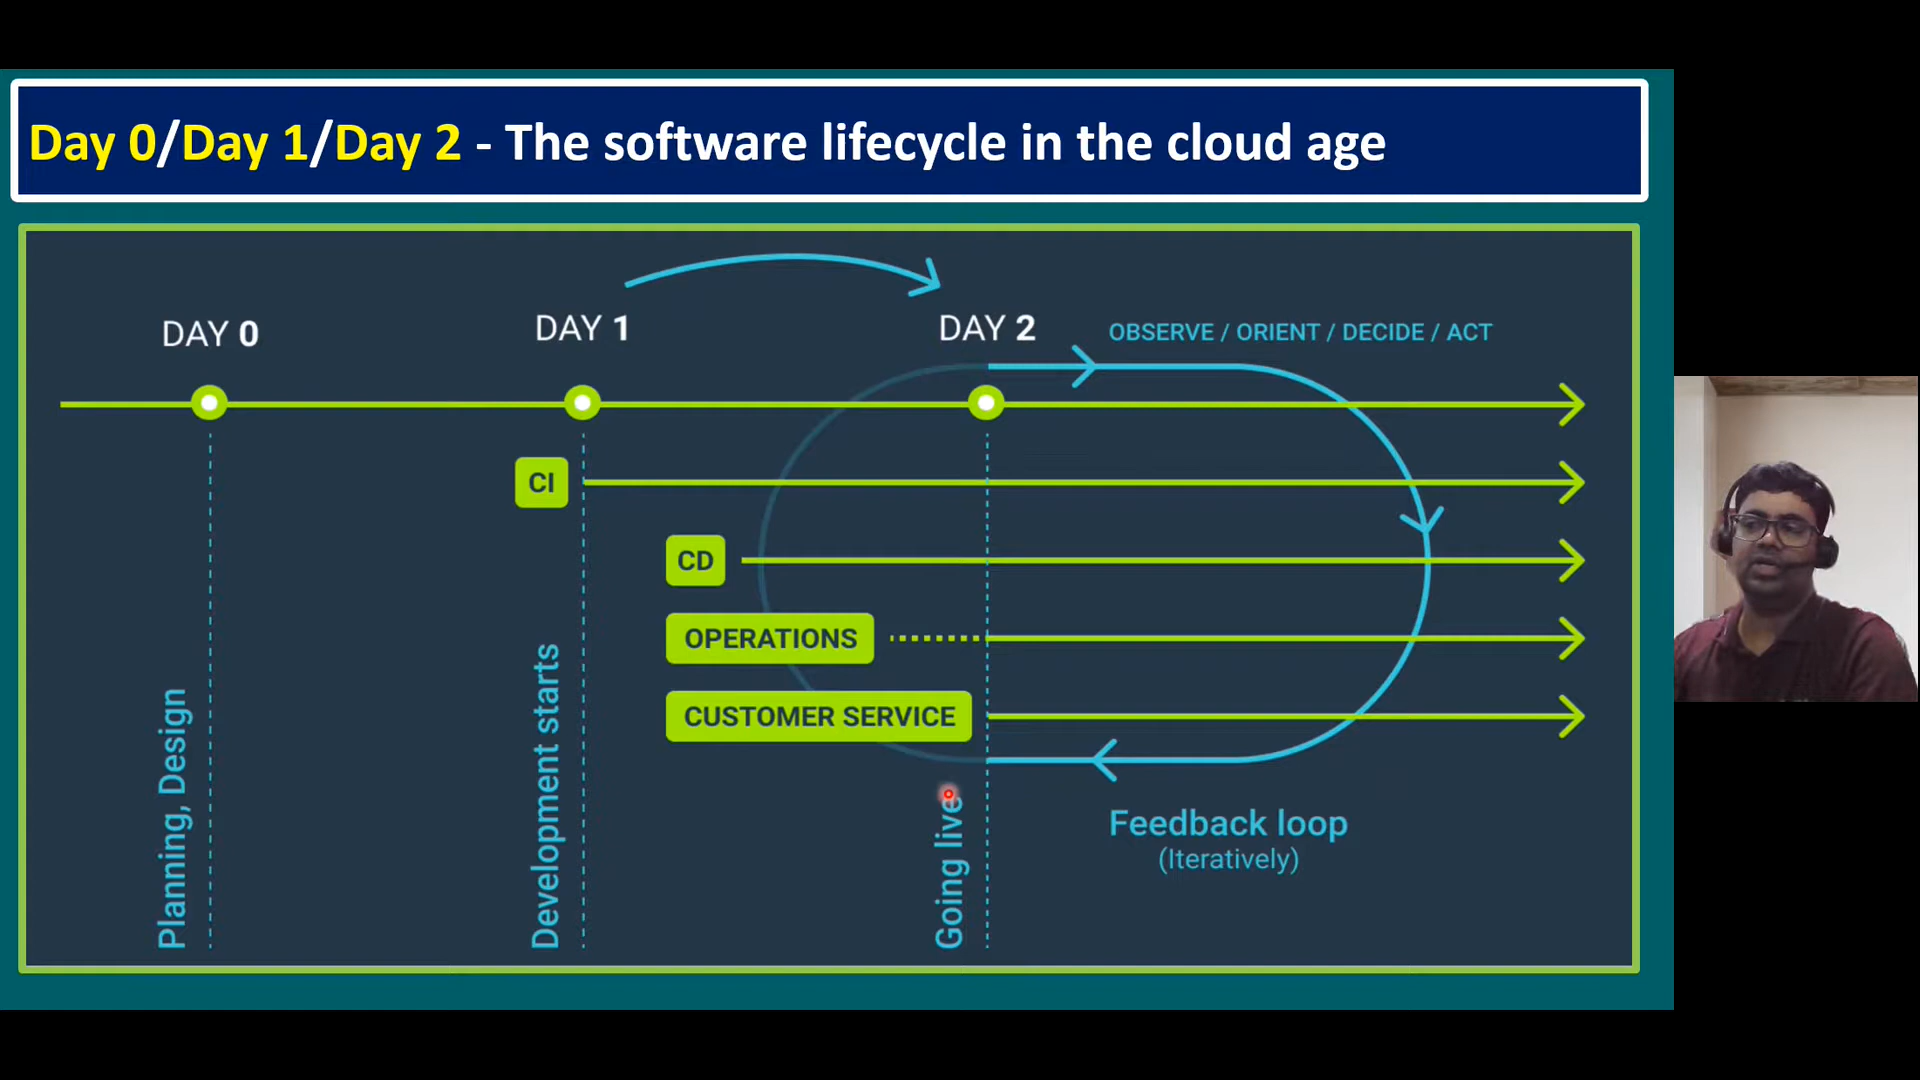 Day 0/Day 1/Day 2 - The software lifecycle in the cloud age
DAY 0
DAY 1
DAY 2
OBSERVE / ORIENT / DECIDE / ACT
CI
CD
OPERATIONS
CUSTOMER SERVICE
Planning, Design
Development starts
Going live
Feedback loop
(Iteratively)